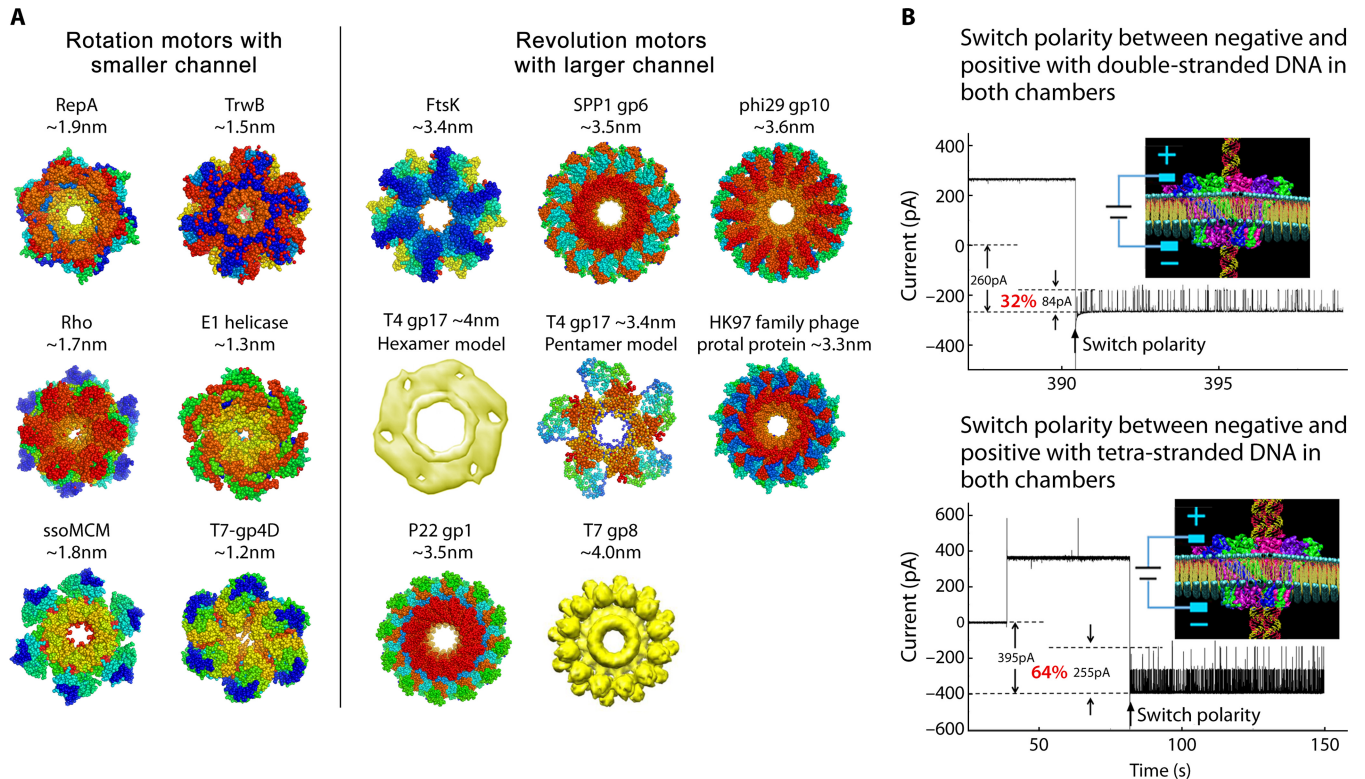 A
Rotation motors with
smaller channel
Revolution motors
with larger channel
RepA
~1.9nm
TrwB
~1.5nm
FtsK
~3.4nm
SPP1 gp6
~3.5nm
phi29 gp10
~3.6nm
Rho
~1.7nm
E1 helicase
~1.3nm
T4 gp17 ~4nm
Hexamer model
T4 gp17 ~3.4nm
Pentamer model
HK97 family phage
protal protein ~3.3nm
ssoMCM
~1.8nm
T7-gp4D
~1.2nm
P22 gp1
~3.5nm
T7 gp8
~4.0nm
B
Switch polarity between negative and
positive with double-stranded DNA in
both chambers
Current (pA)
400
200
0
−200
−400
260pA
32%
84pA
+
−
Switch polarity
390
395
Switch polarity between negative and
positive with tetra-stranded DNA in
both chambers
Current (pA)
600
400
200
0
−200
−400
−600
395pA
64%
255pA
+
−
Switch polarity
50
100
150
Time (s)